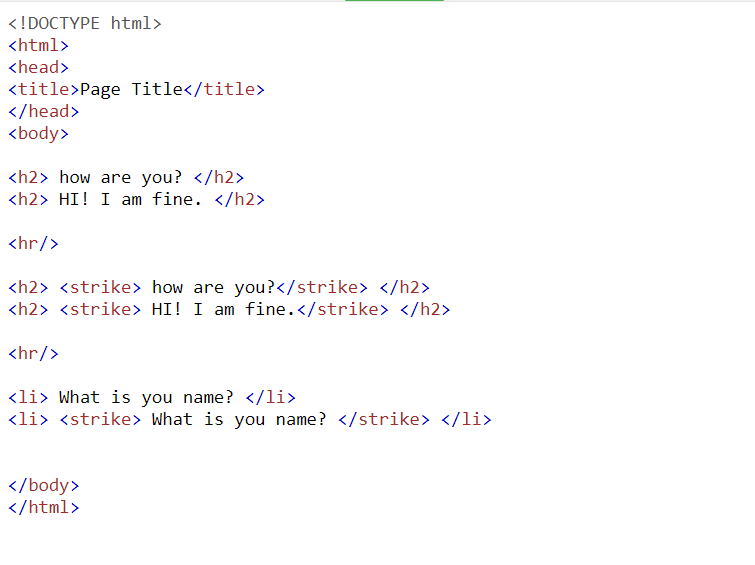 <!DOCTYPE html>
<html>
<head>
<title>Page Title</title>
</head>
<body>
<h2> how are you? </h2>
<h2> HI! I am fine. </h2>
<hr/>
<h2> <strike> how are you?</strike> </h2>
<h2> <strike> HI! I am fine.</strike> </h2>
<hr/>
<li> What is you name? </li>
<li> <strike> What is you name? </strike> </li>
</body>
</html>